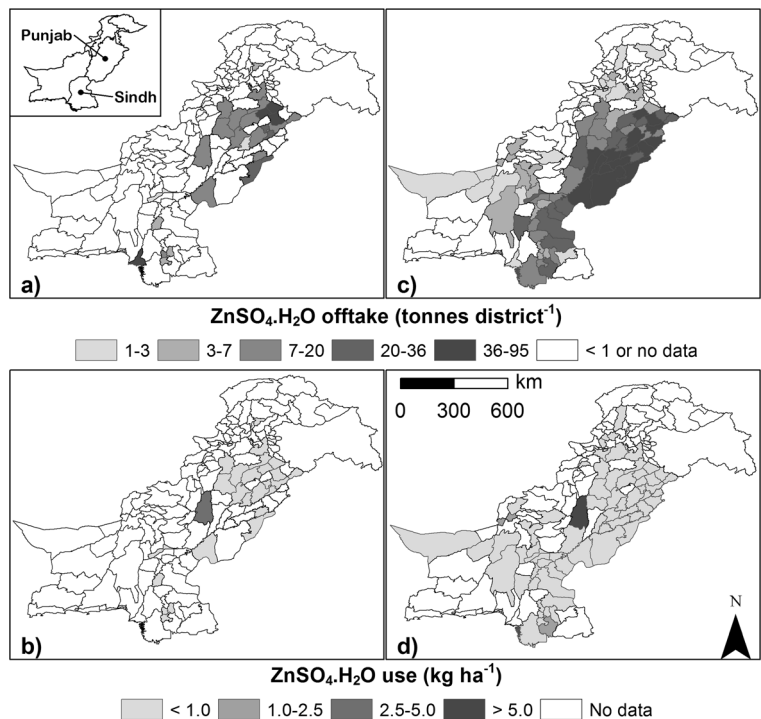 Punjab
Sindh
a)
c)
ZnSO₄.H₂O offtake (tonnes district⁻¹)
1-3 3-7 7-20 20-36 36-95 < 1 or no data
km
0 300 600
b)
d)
N
ZnSO₄.H₂O use (kg ha⁻¹)
< 1.0 1.0-2.5 2.5-5.0 > 5.0 No data